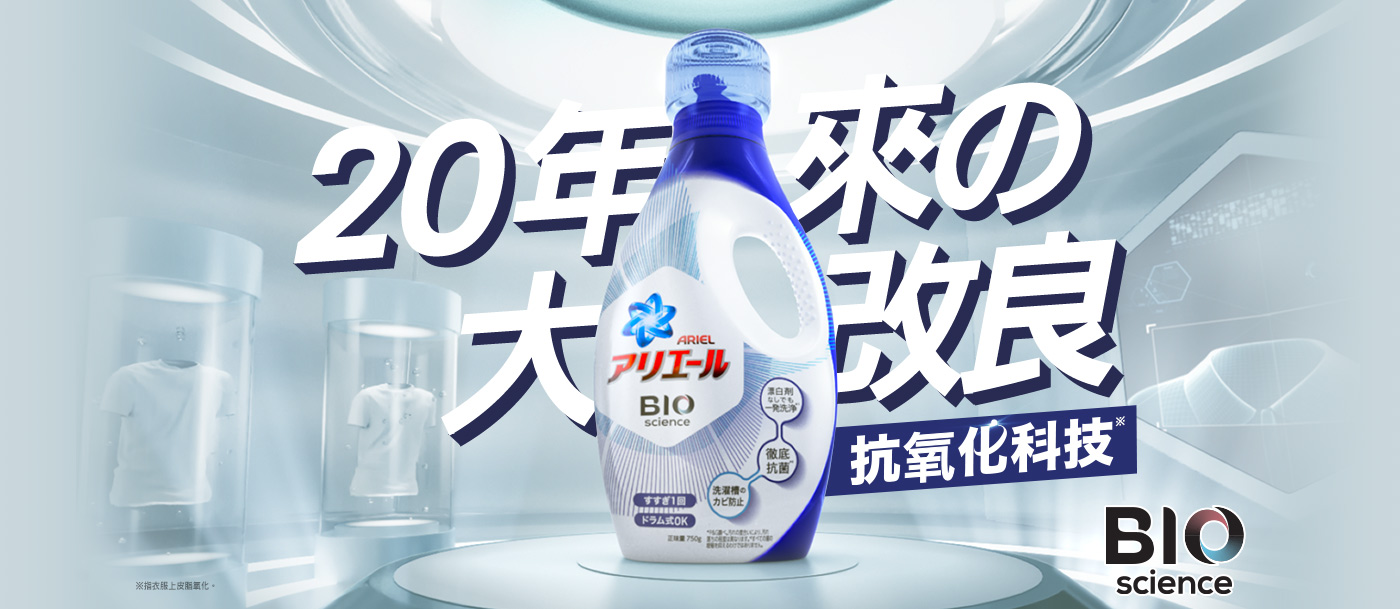 20年來の
大改良
抗氧化科技※
ARIEL
アリエール
BIO
science
漂白剤
なしでも
一発洗浄
徹底
抗菌
洗濯槽の
カビ防止
すすぎ1回
ドラム式OK
正味量 750g
BIO
science
※指衣服上皮脂氧化。